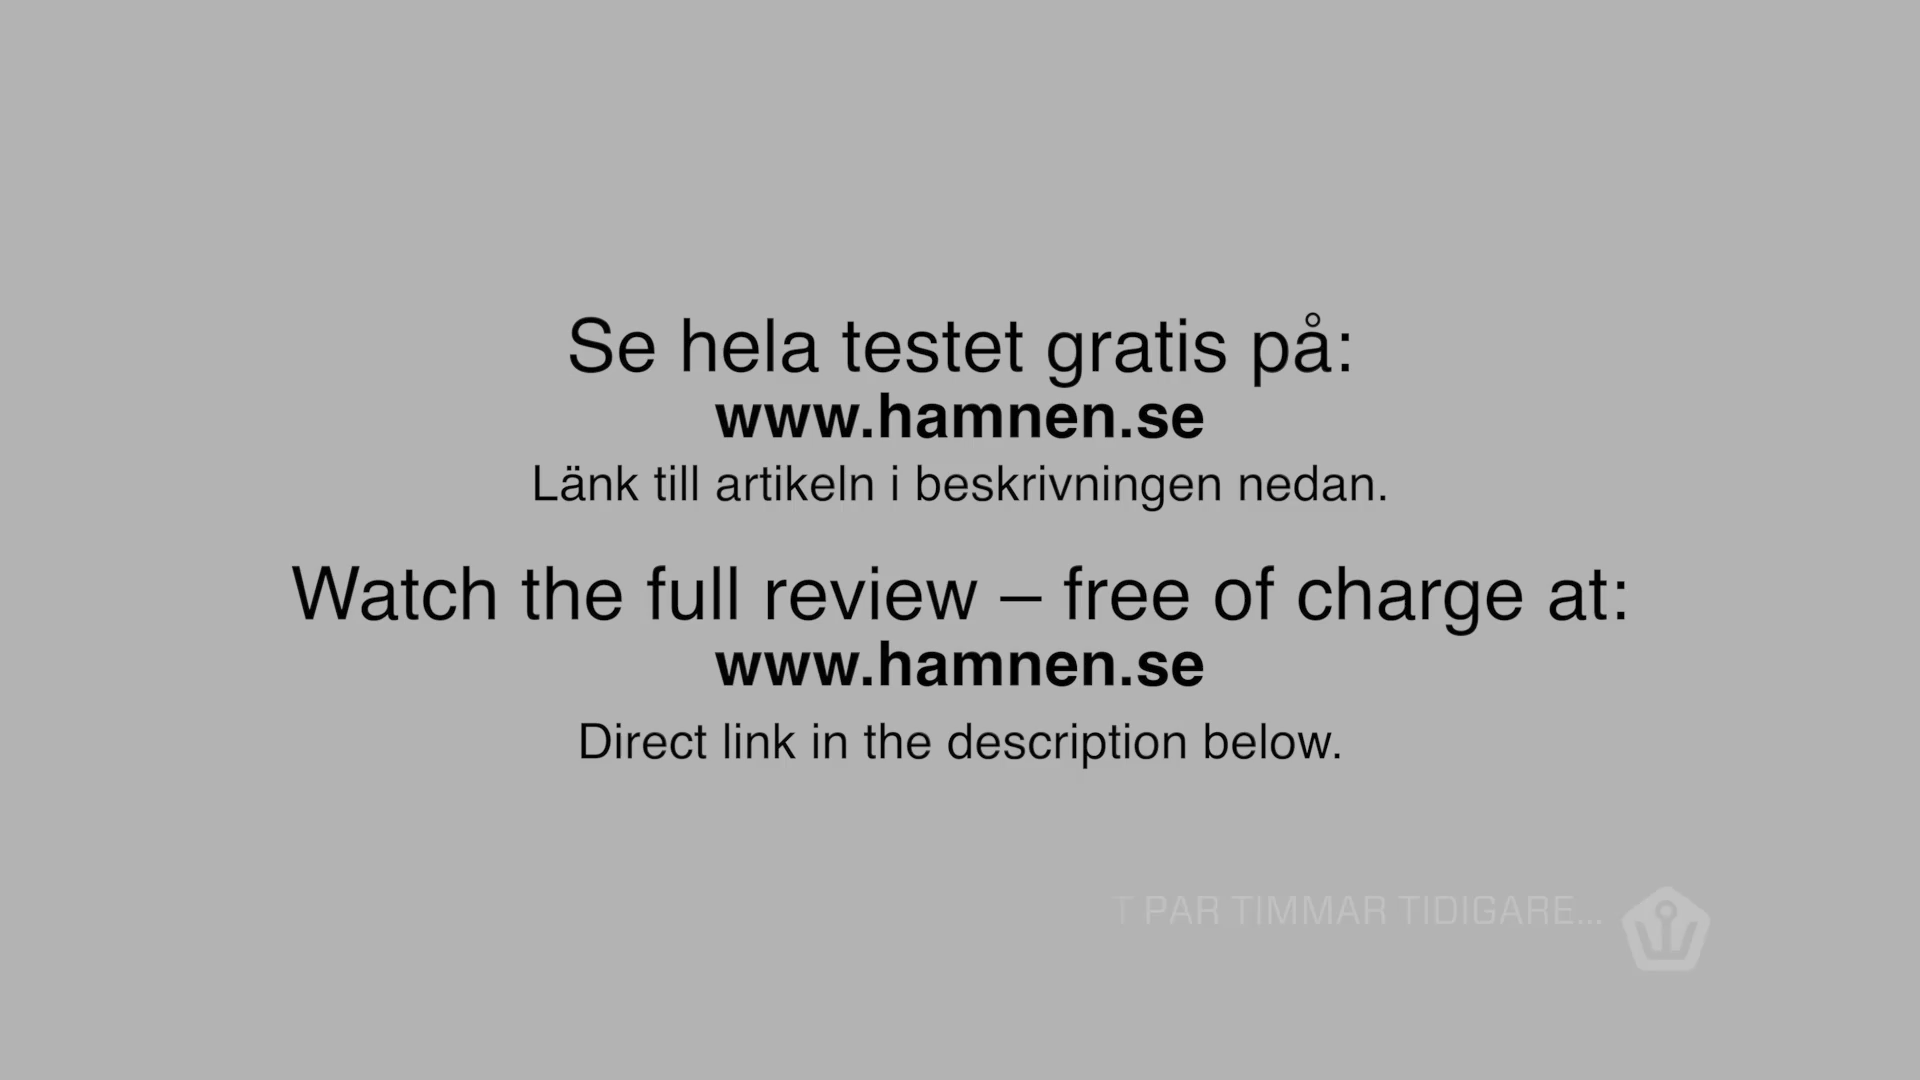 Se hela testet gratis på:
www.hamnen.se
Länk till artikeln i beskrivningen nedan.
Watch the full review – free of charge at:
www.hamnen.se
Direct link in the description below.
T PAR TIMMAR TIDIGARE...